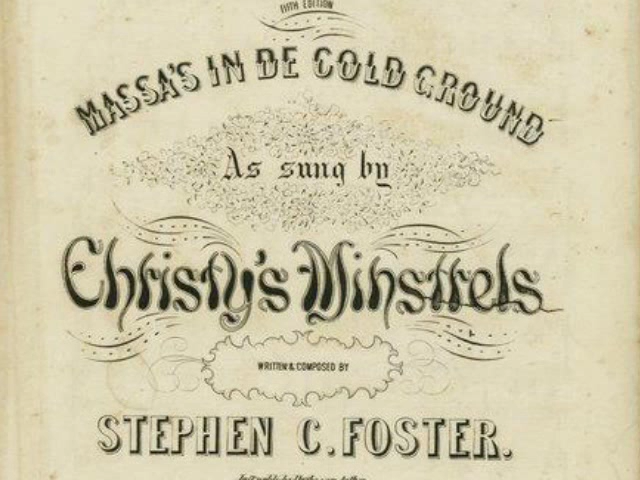 FIFTH EDITION
MASSA'S IN DE COLD GROUND
As sung by
Christy's Minstrels
WRITTEN & COMPOSED BY
STEPHEN C. FOSTER.